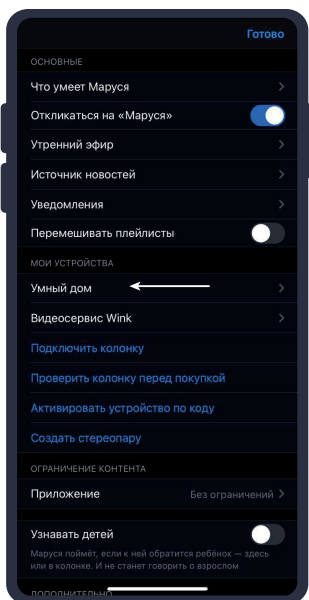 Готово
ОСНОВНЫЕ
Что умеет Маруся
Откликаться на «Маруся»
Утренний эфир
Источник новостей
Уведомления
Перемешивать плейлисты
МОИ УСТРОЙСТВА
Умный дом
Видеосервис Wink
Подключить колонку
Проверить колонку перед покупкой
Активировать устройство по коду
Создать стереопару
ОГРАНИЧЕНИЕ КОНТЕНТА
Приложение Без ограничений
Узнавать детей
Маруся поймёт, если к ней обратится ребёнок — здесь
или в колонке. И не станет говорить о взрослом
ДОПОЛНИТЕЛЬНО